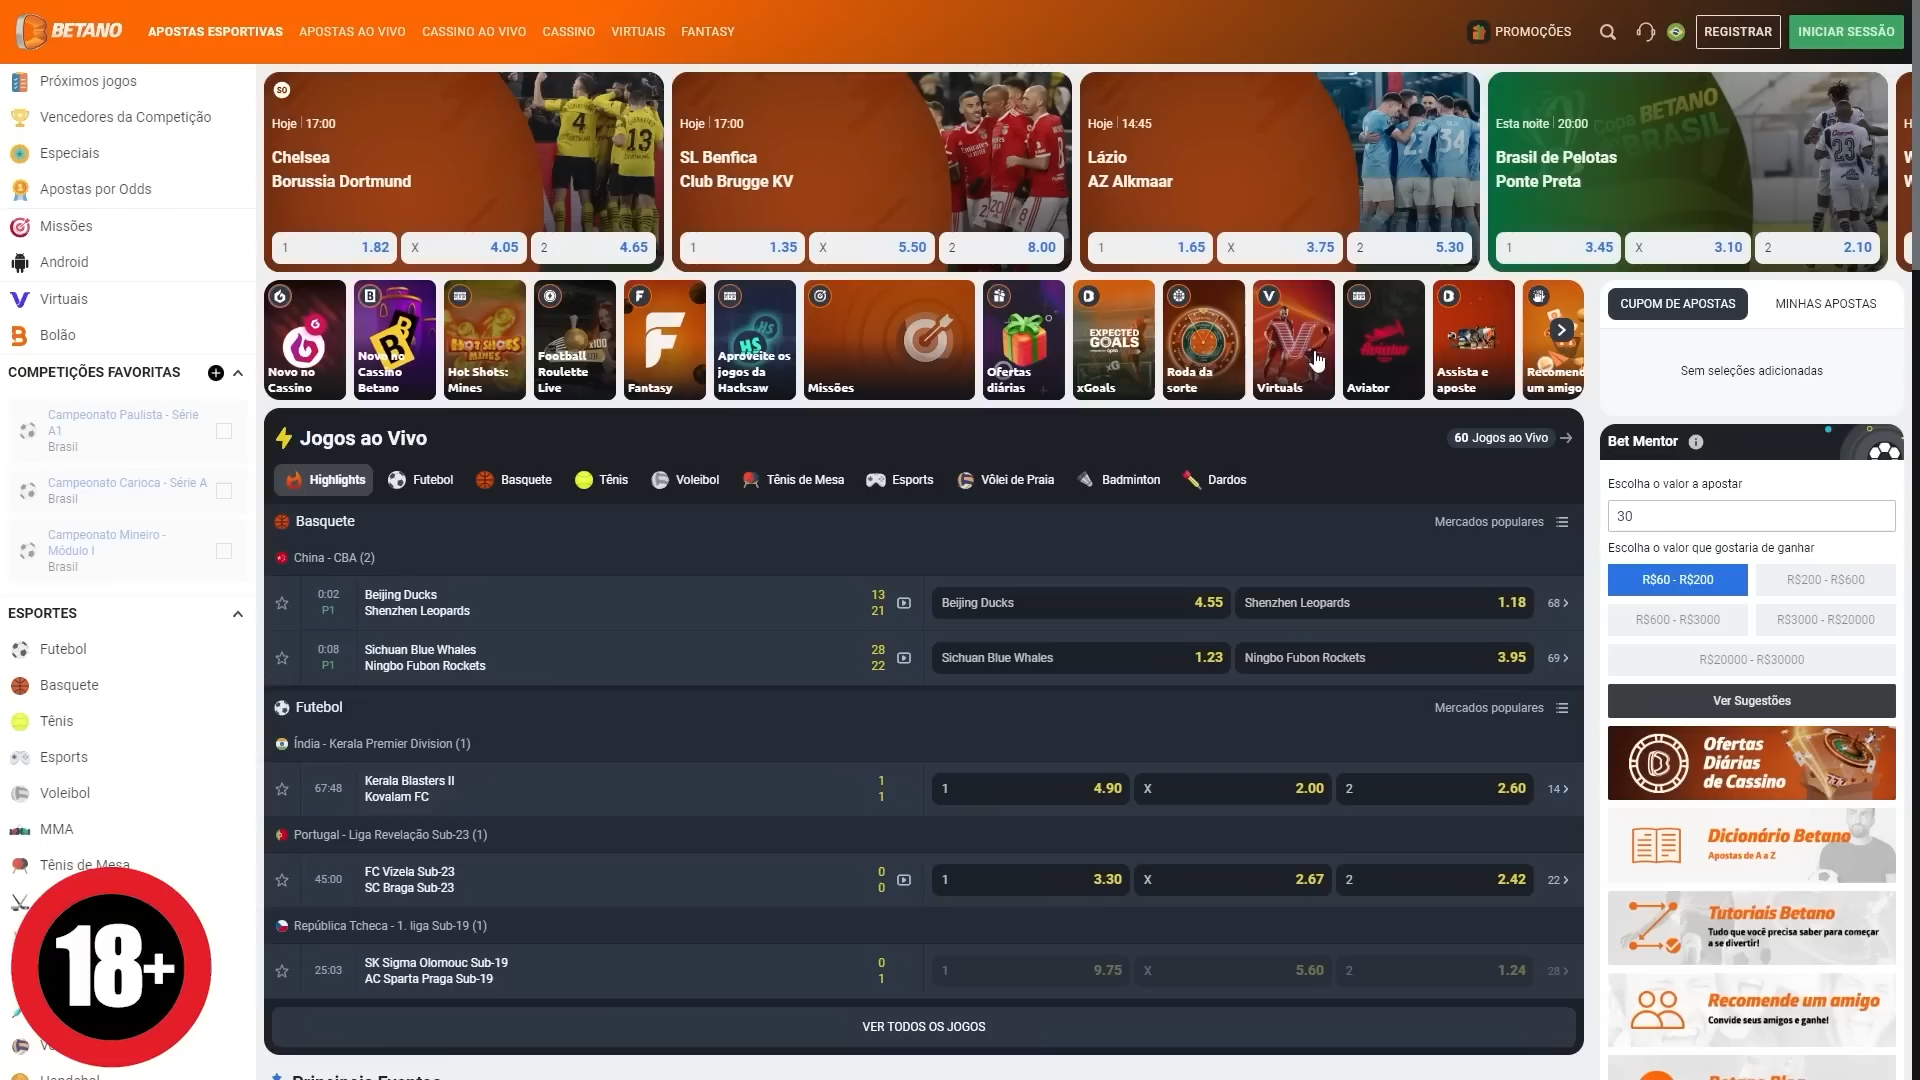 BETANO
APOSTAS ESPORTIVAS
APOSTAS AO VIVO
CASSINO AO VIVO
CASSINO
VIRTUAIS
FANTASY
PROMOÇÕES
REGISTRAR
INICIAR SESSÃO
Próximos jogos
Vencedores da Competição
Especiais
Apostas por Odds
Missões
Android
Virtuais
Bolão
COMPETIÇÕES FAVORITAS
Campeonato Paulista - Série
A1
Brasil
Campeonato Carioca - Série A
Brasil
Campeonato Mineiro -
Módulo I
Brasil
ESPORTES
Futebol
Basquete
Tênis
Esports
Voleibol
MMA
Tênis de Mesa
18+
SO
Hoje | 17:00
Chelsea
Borussia Dortmund
1 1.82 X 4.05 2 4.65
Hoje | 17:00
SL Benfica
Club Brugge KV
1 1.35 X 5.50 2 8.00
Hoje | 14:45
Lázio
AZ Alkmaar
1 1.65 X 3.75 2 5.30
Esta noite | 20:00
Copa BETANO
BRASIL
Brasil de Pelotas
Ponte Preta
1 3.45 X 3.10 2 2.10
Novo no
Cassino
Novo no
Cassino
Betano
HOT SHOTS
MINES
Hot Shots:
Mines
x100
Football
Roulette
Live
Fantasy
HS
Aproveite os
jogos da
Hacksaw
Missões
Ofertas
diárias
EXPECTED
GOALS
xG
xGoals
Roda da
sorte
Virtuals
Aviator
Aviator
Assista e
aposte
Recomend
um amigo
Jogos ao Vivo
60 Jogos ao Vivo
Highlights
Futebol
Basquete
Tênis
Voleibol
Tênis de Mesa
Esports
Vôlei de Praia
Badminton
Dardos
Basquete
Mercados populares
China - CBA (2)
0:02
P1
Beijing Ducks 13
Shenzhen Leopards 21
Beijing Ducks 4.55
Shenzhen Leopards 1.18
68
0:08
P1
Sichuan Blue Whales 28
Ningbo Fubon Rockets 22
Sichuan Blue Whales 1.23
Ningbo Fubon Rockets 3.95
69
Futebol
Mercados populares
Índia - Kerala Premier Division (1)
67:48
Kerala Blasters II 1
Kovalam FC 1
1 4.90 X 2.00 2 2.60
14
Portugal - Liga Revelação Sub-23 (1)
45:00
FC Vizela Sub-23 0
SC Braga Sub-23 0
1 3.30 X 2.67 2 2.42
22
República Tcheca - 1. liga Sub-19 (1)
25:03
SK Sigma Olomouc Sub-19 0
AC Sparta Praga Sub-19 1
1 9.75 X 5.60 2 1.24
28
VER TODOS OS JOGOS
Principais Eventos
CUPOM DE APOSTAS
MINHAS APOSTAS
Sem seleções adicionadas
Bet Mentor
Escolha o valor a apostar
30
Escolha o valor que gostaria de ganhar
R$60 - R$200
R$200 - R$600
R$600 - R$3000
R$3000 - R$20000
R$20000 - R$30000
Ver Sugestões
Ofertas
Diárias
de Cassino
Dicionário Betano
Apostas de A a Z
Tutoriais Betano
Tudo que você precisa saber para começar
a se divertir!
Recomende um amigo
Convide seus amigos e ganhe!